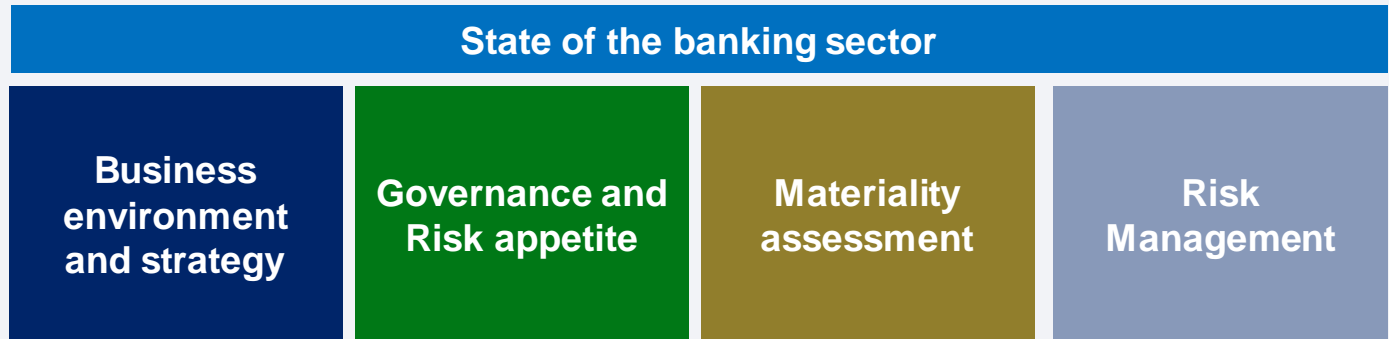 State of the banking sector
Business
environment
and strategy
Governance and
Risk appetite
Materiality
assessment
Risk
Management